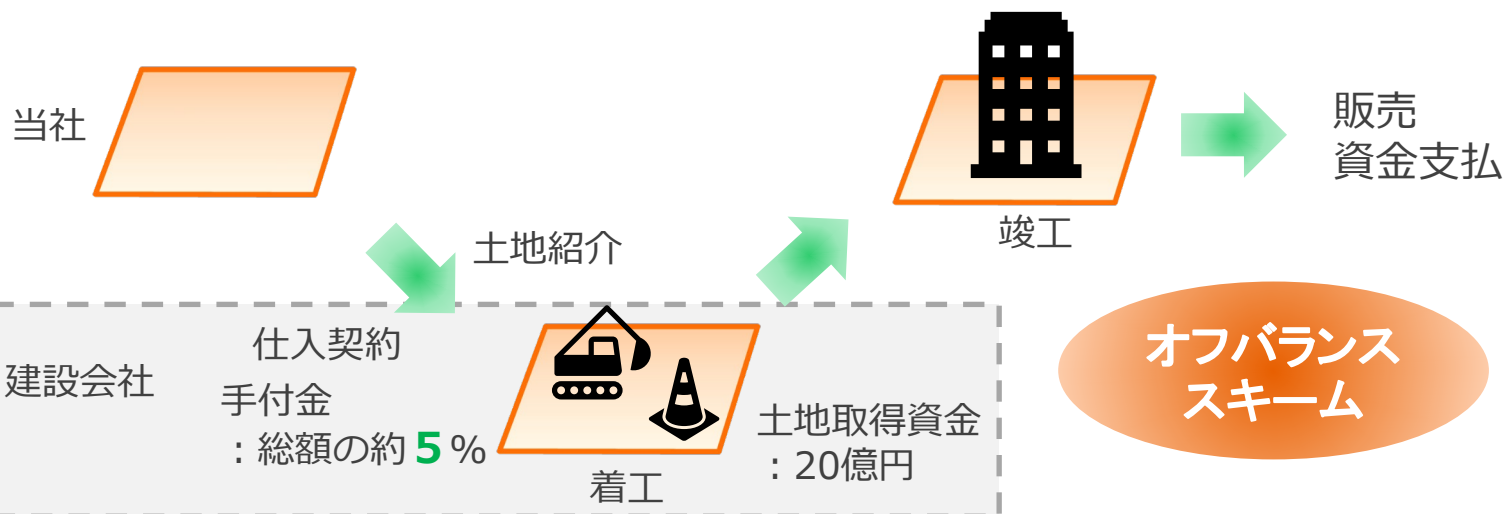 当社
販売
資金支払
竣工
土地紹介
仕入契約
建設会社
手付金
：総額の約5%
土地取得資金
：20億円
着工
オフバランス
スキーム